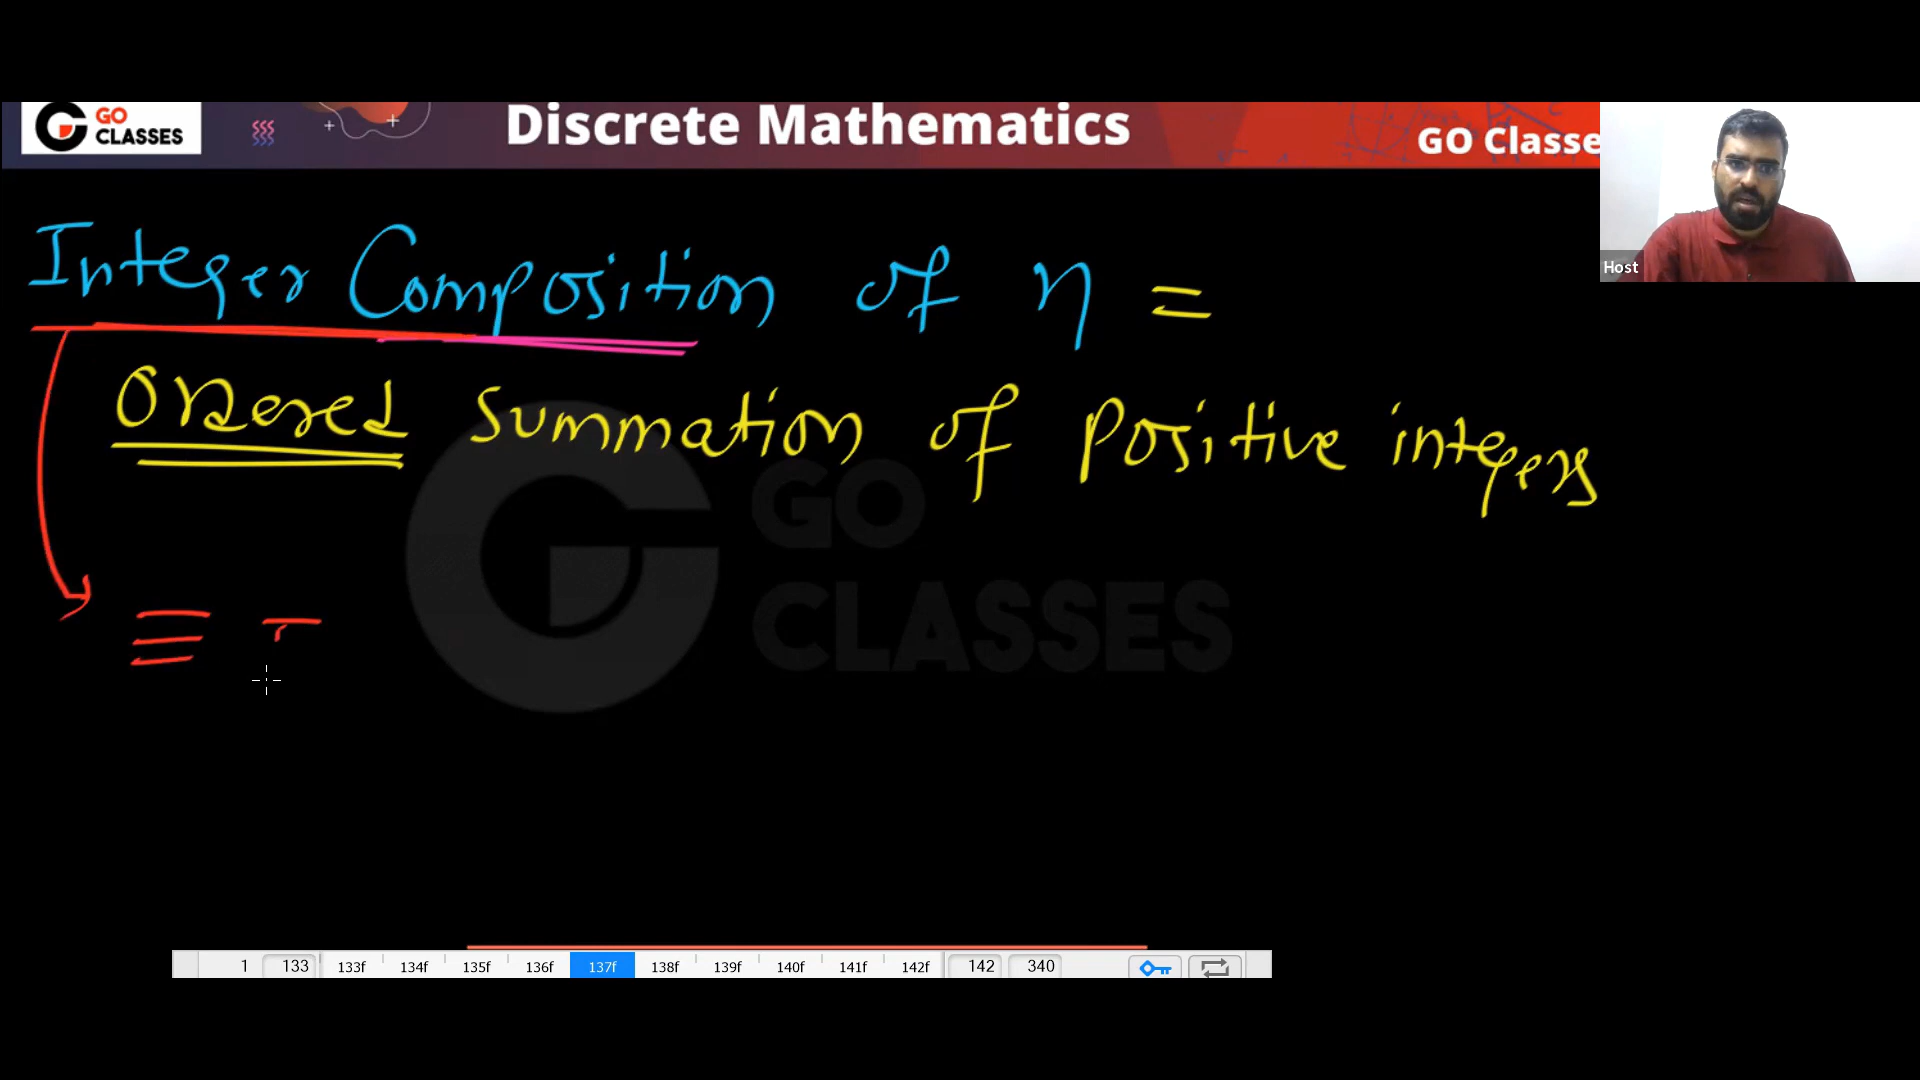 GO
CLASSES
Discrete Mathematics
GO Classe
Host
Integer Composition of n =
Ordered summation of positive integers
GO
CLASSES
≡
1 133 133f 134f 135f 136f 137f 138f 139f 140f 141f 142f 142 340